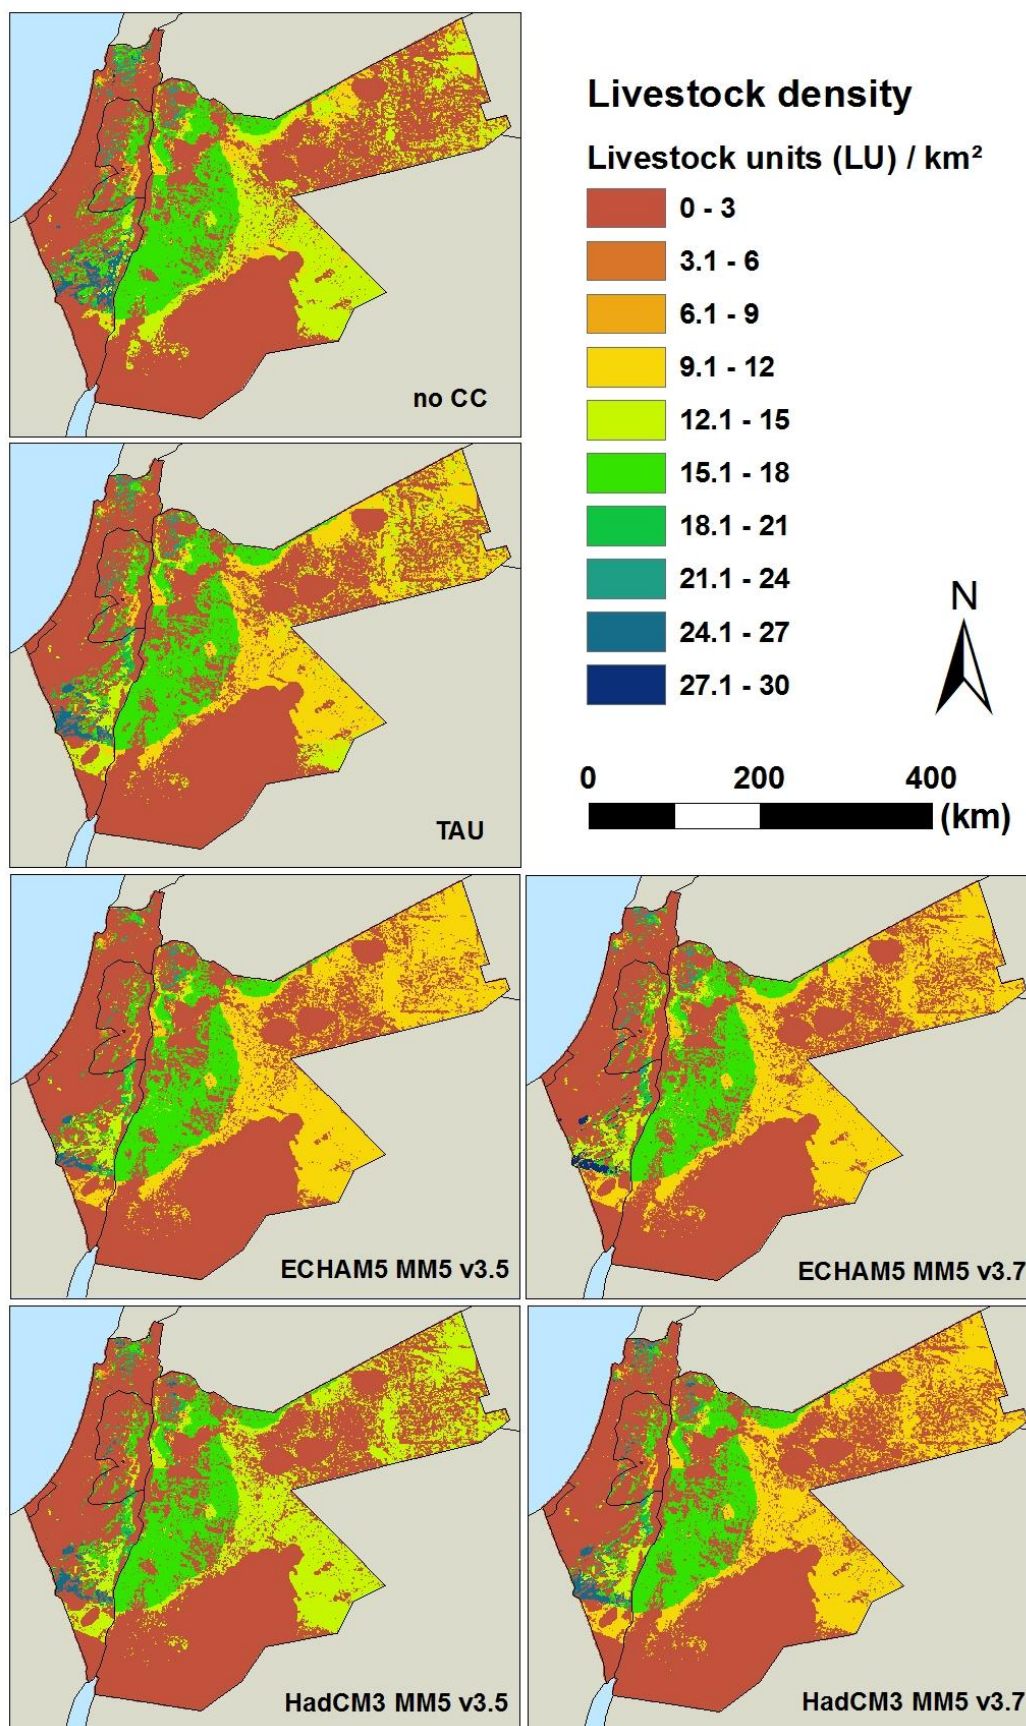 Livestock density
Livestock units (LU) / km²
0 - 3
3.1 - 6
6.1 - 9
9.1 - 12
12.1 - 15
15.1 - 18
18.1 - 21
21.1 - 24
24.1 - 27
27.1 - 30
N
0 200 400
(km)
no CC
TAU
ECHAM5 MM5 v3.5
ECHAM5 MM5 v3.7
HadCM3 MM5 v3.5
HadCM3 MM5 v3.7